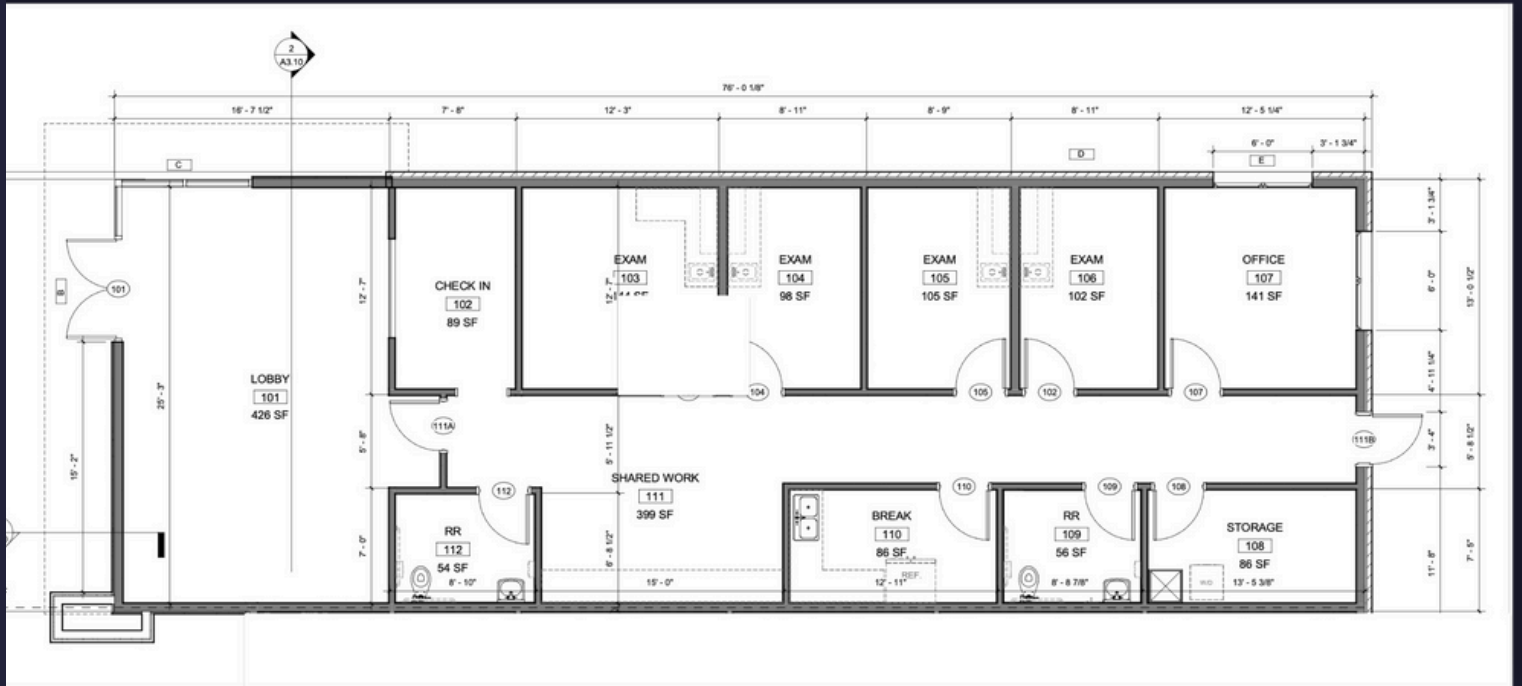 2
A3.10
76' - 0 1/8"
16' - 7 1/2"
7' - 8"
12' - 3"
8' - 11"
8' - 9"
8' - 11"
12' - 5 1/4"
6' - 0"
3' - 1 3/4"
C
D
E
B
101
LOBBY
101
426 SF
25' - 3"
15' - 2"
12' - 7"
5' - 8"
7' - 0"
CHECK IN
102
89 SF
EXAM
103
12' - 7"
EXAM
104
98 SF
EXAM
105
105 SF
EXAM
106
102 SF
OFFICE
107
141 SF
3' - 1 3/4"
6' - 0"
13' - 0 1/2"
4' - 11 1/4"
3' - 4"
5' - 8 1/2"
11' - 8"
7' - 5"
104
105
102
107
111A
111B
5' - 11 1/2"
SHARED WORK
111
399 SF
6' - 8 1/2"
15' - 0"
112
110
109
108
RR
112
54 SF
8' - 10"
BREAK
110
86 SF
REF.
12' - 11"
RR
109
56 SF
8' - 8 7/8"
STORAGE
108
86 SF
W/D
13' - 5 3/8"